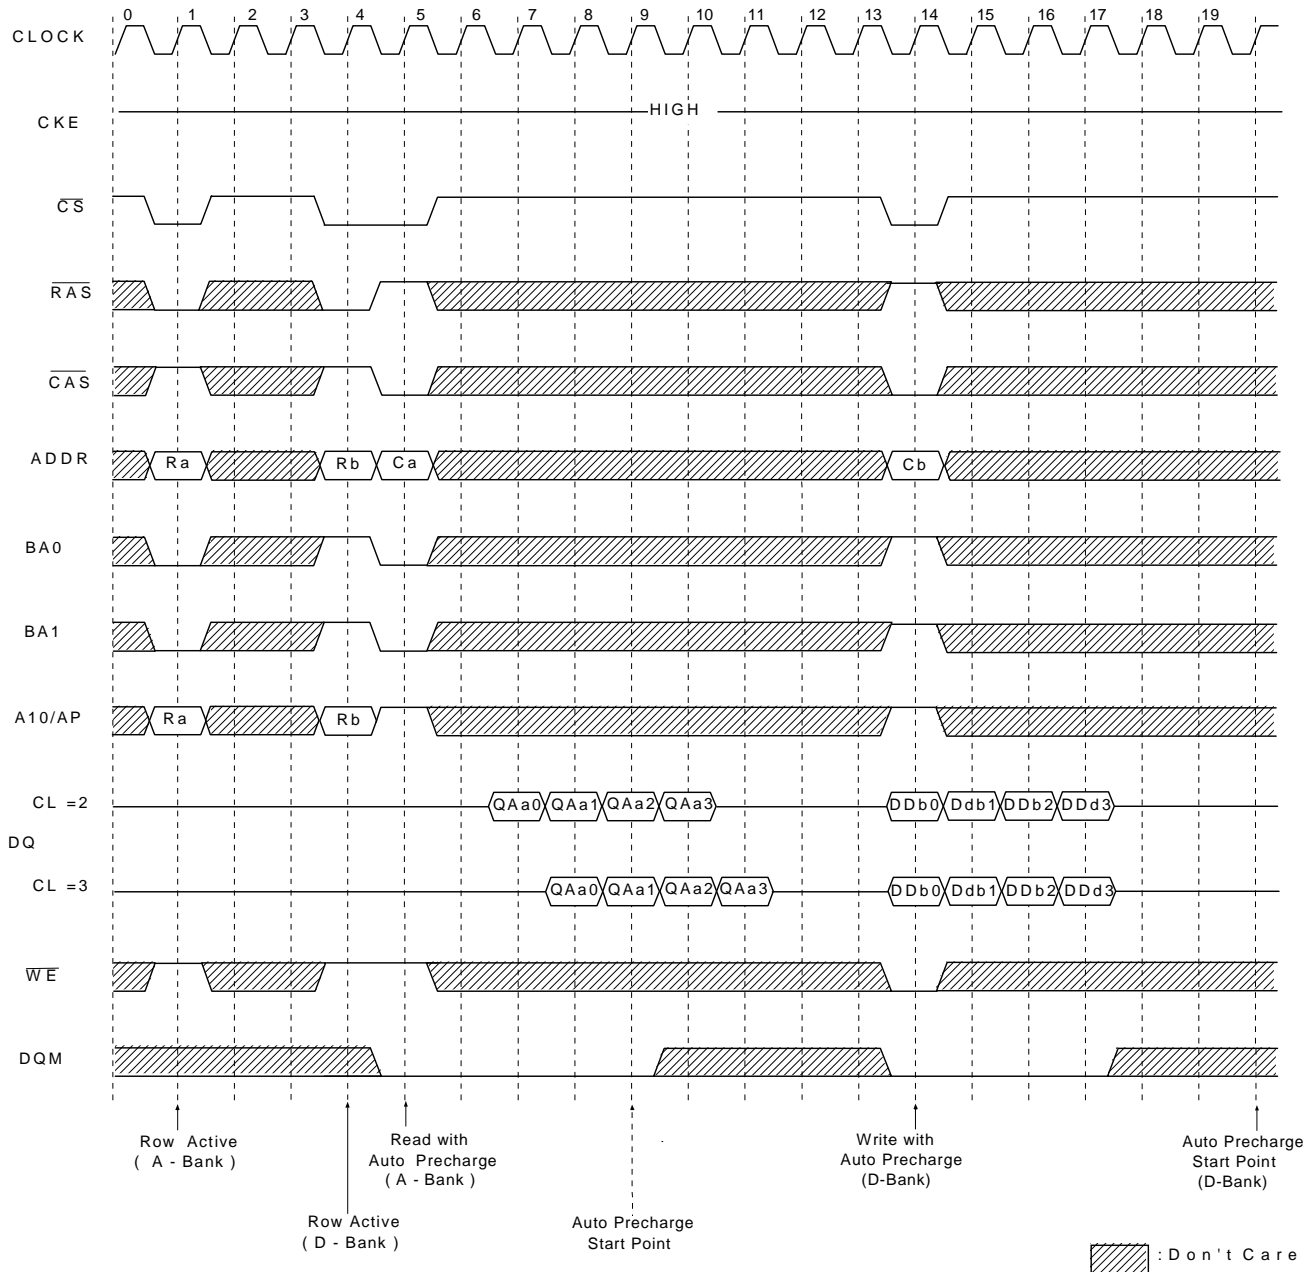 0 1 2 3 4 5 6 7 8 9 10 11 12 13 14 15 16 17 18 19
CLOCK
HIGH
CKE
CS
RAS
CAS
ADDR Ra Rb Ca Cb
BA0
BA1
A10/AP Ra Rb
CL =2 QAa0 QAa1 QAa2 QAa3 DDb0 Ddb1 DDb2 DDd3
DQ
CL =3 QAa0 QAa1 QAa2 QAa3 DDb0 Ddb1 DDb2 DDd3
WE
DQM
Row Active
( A - Bank )
Read with
Auto Precharge
( A - Bank )
Write with
Auto Precharge
(D-Bank)
Auto Precharge
Start Point
(D-Bank)
Row Active
( D - Bank )
Auto Precharge
Start Point
: Don't Care